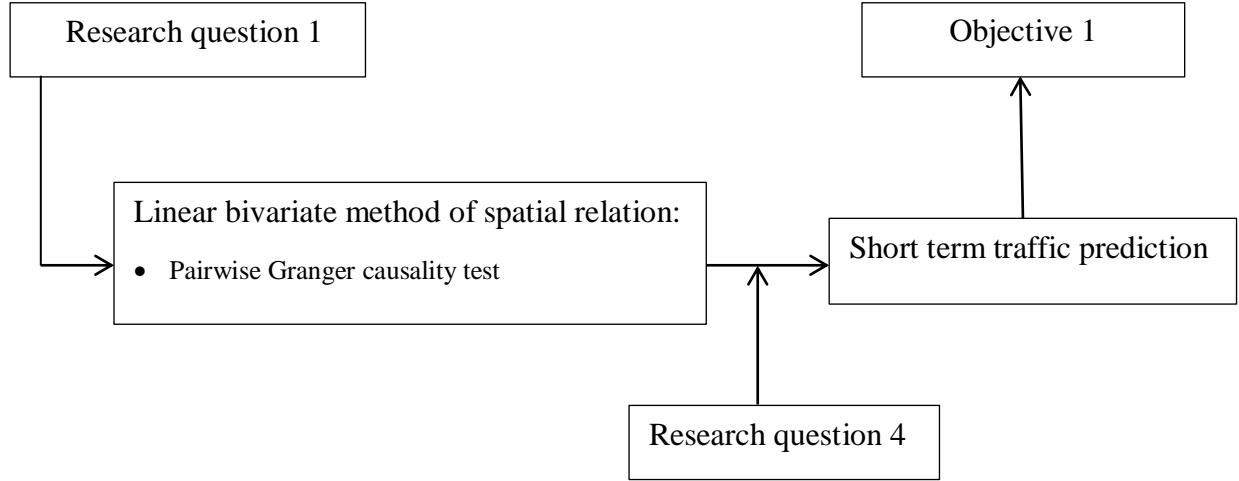 Research question 1
Objective 1
Linear bivariate method of spatial relation:
• Pairwise Granger causality test
Short term traffic prediction
Research question 4